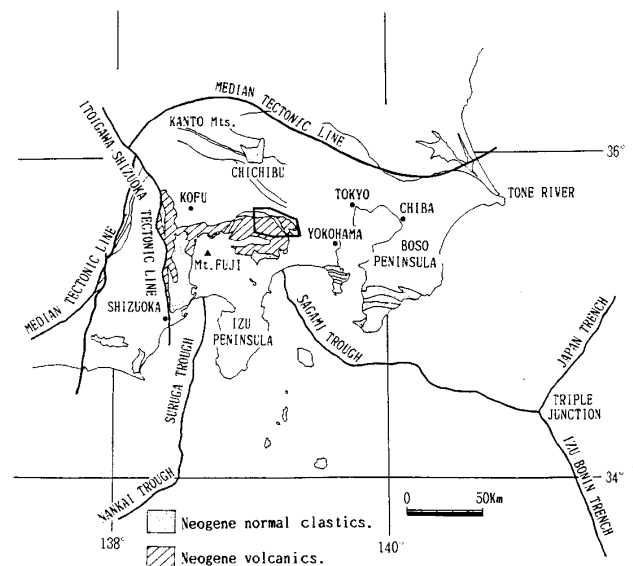 MEDIAN TECTONIC LINE
ITOIGAWA-SHIZUOKA
TECTONIC LINE
KANTO Mts.
CHICHIBU
36°
KOFU
TOKYO
CHIBA
TONE RIVER
YOKOHAMA
BOSO
PENINSULA
Mt.FUJI
MEDIAN TECTONIC LINE
SHIZUOKA
IZU
PENINSULA
SAGAMI TROUGH
SURUGA TROUGH
JAPAN TRENCH
TRIPLE
JUNCTION
IZU BONIN TRENCH
NANKAI TROUGH
34°
0 50Km
138°
140°
Neogene normal clastics.
Neogene volcanics.